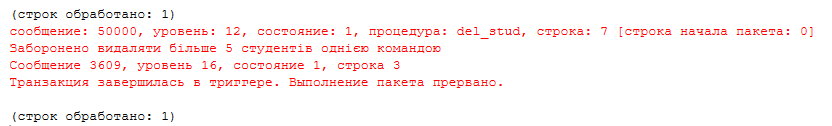 (строк обработано: 1)
сообщение: 50000, уровень: 12, состояние: 1, процедура: del_stud, строка: 7 [строка начала пакета: 0]
Заборонено видаляти більше 5 студентів однією командою
Сообщение 3609, уровень 16, состояние 1, строка 3
Транзакция завершилась в триггере. Выполнение пакета прервано.
(строк обработано: 1)